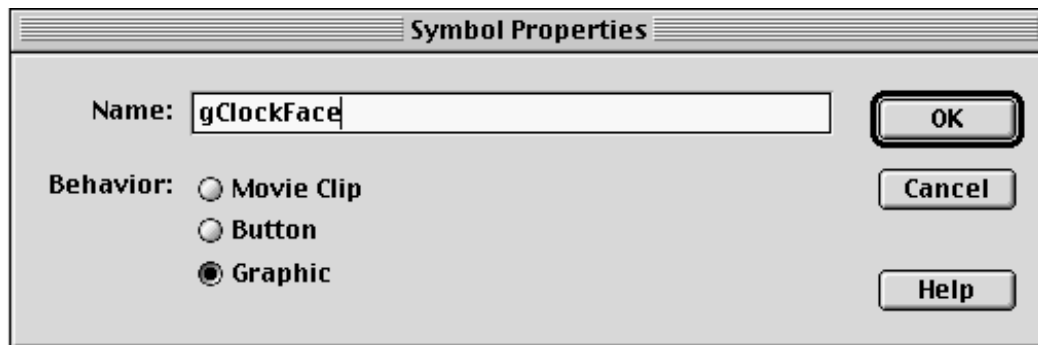 Symbol Properties
Name: gClockFace
OK
Behavior: Movie Clip
Cancel
Button
Graphic
Help